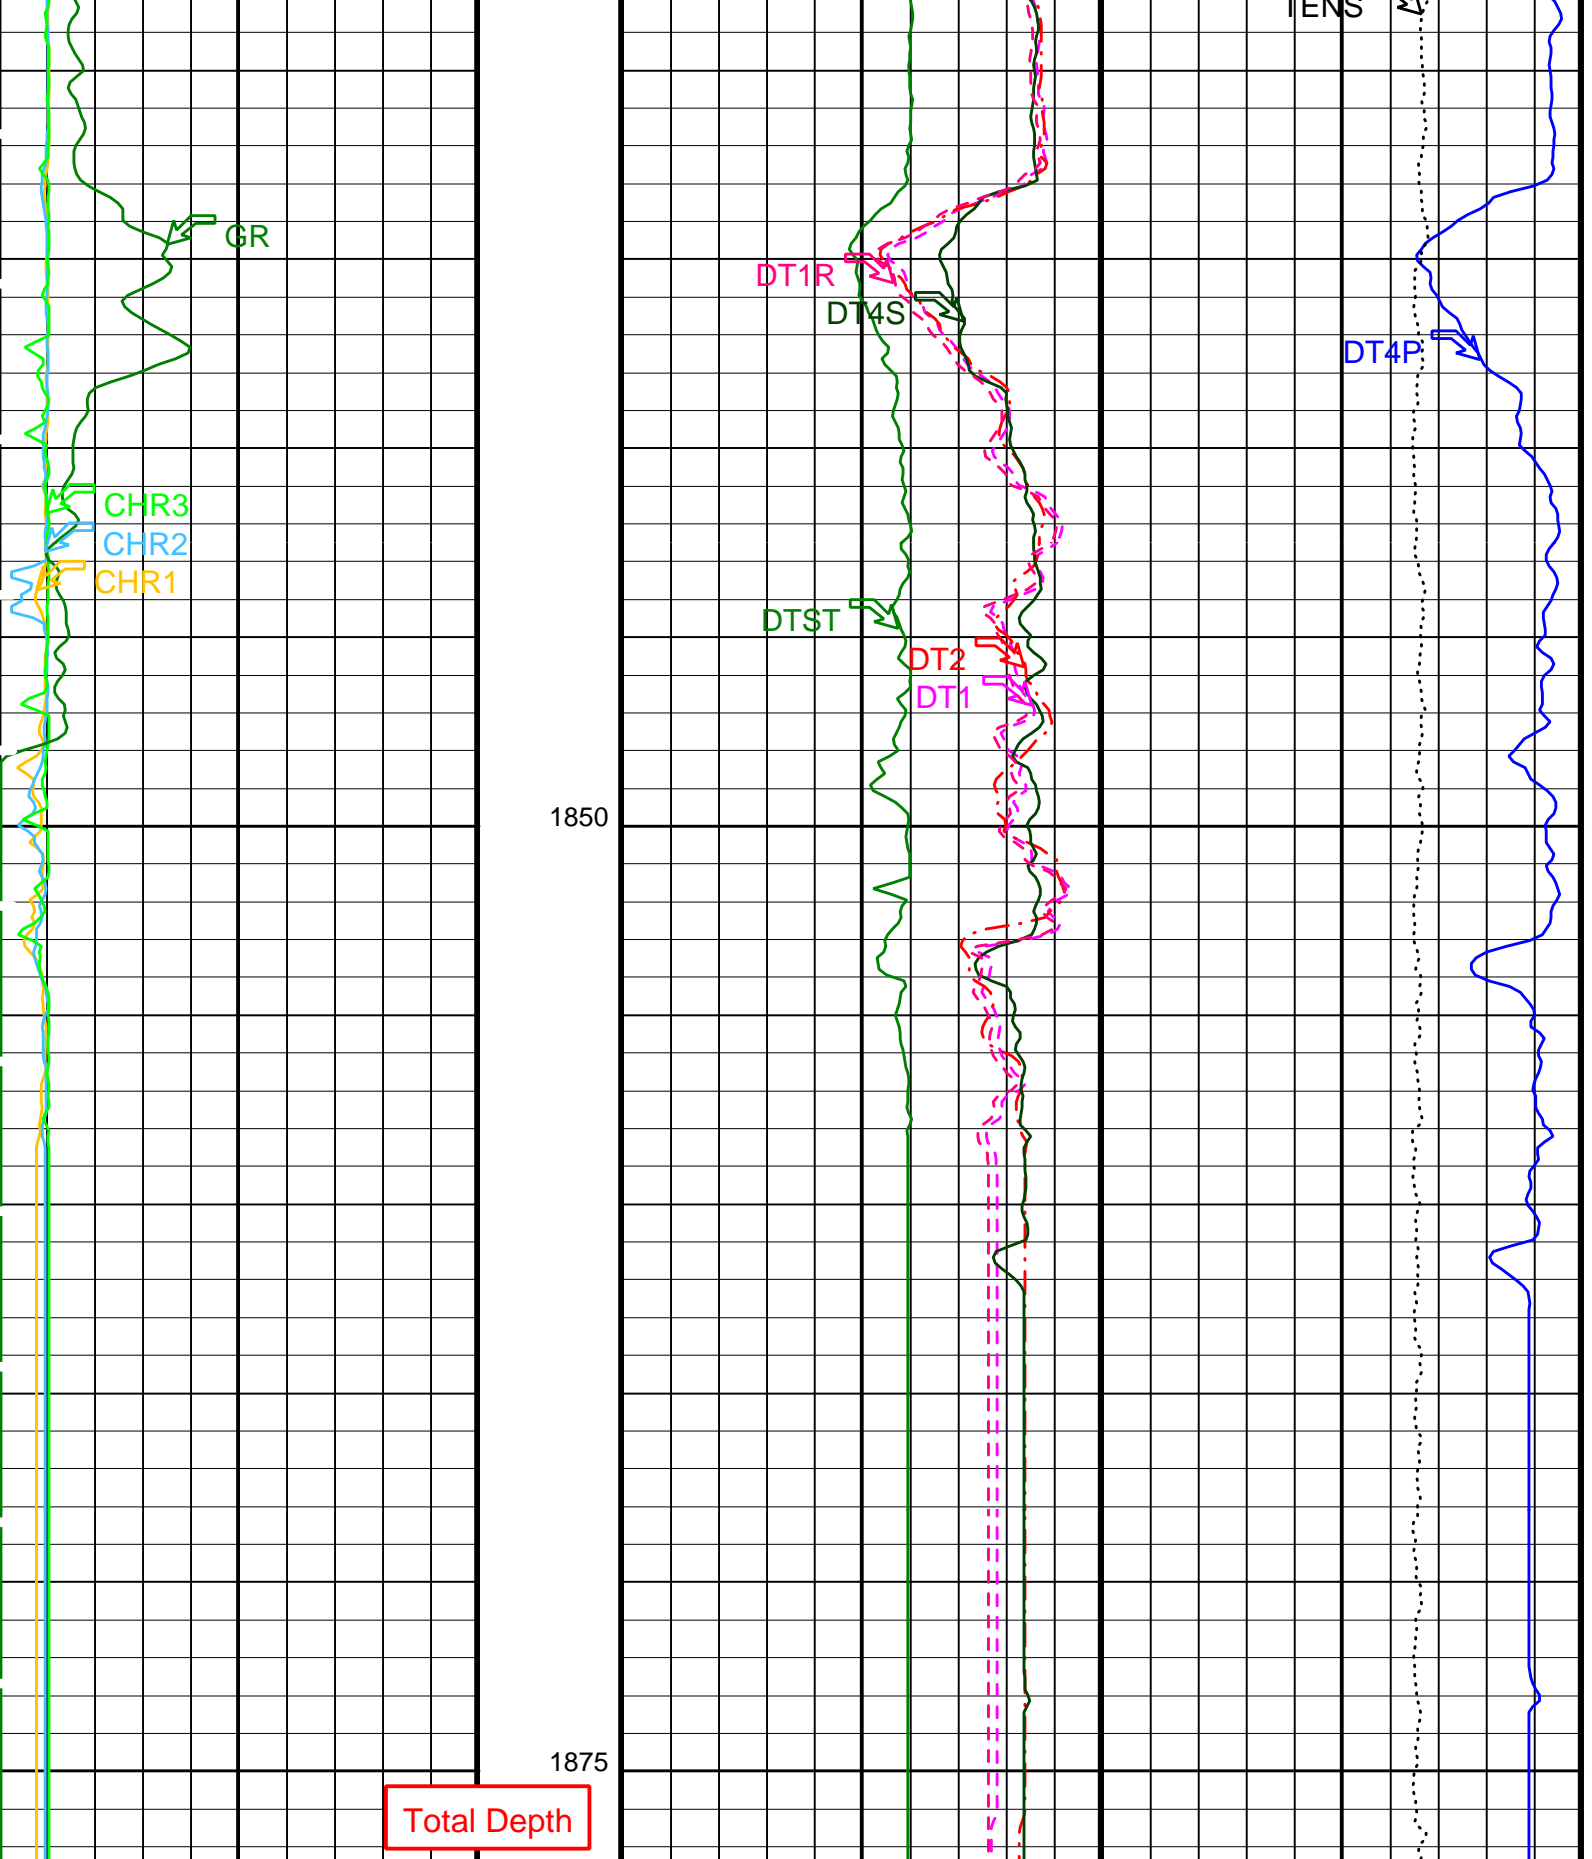 TENS
GR
DT1R
DT4S
DT4P
CHR3
CHR2
CHR1
DTST
DT2
DT1
1850
1875
Total Depth